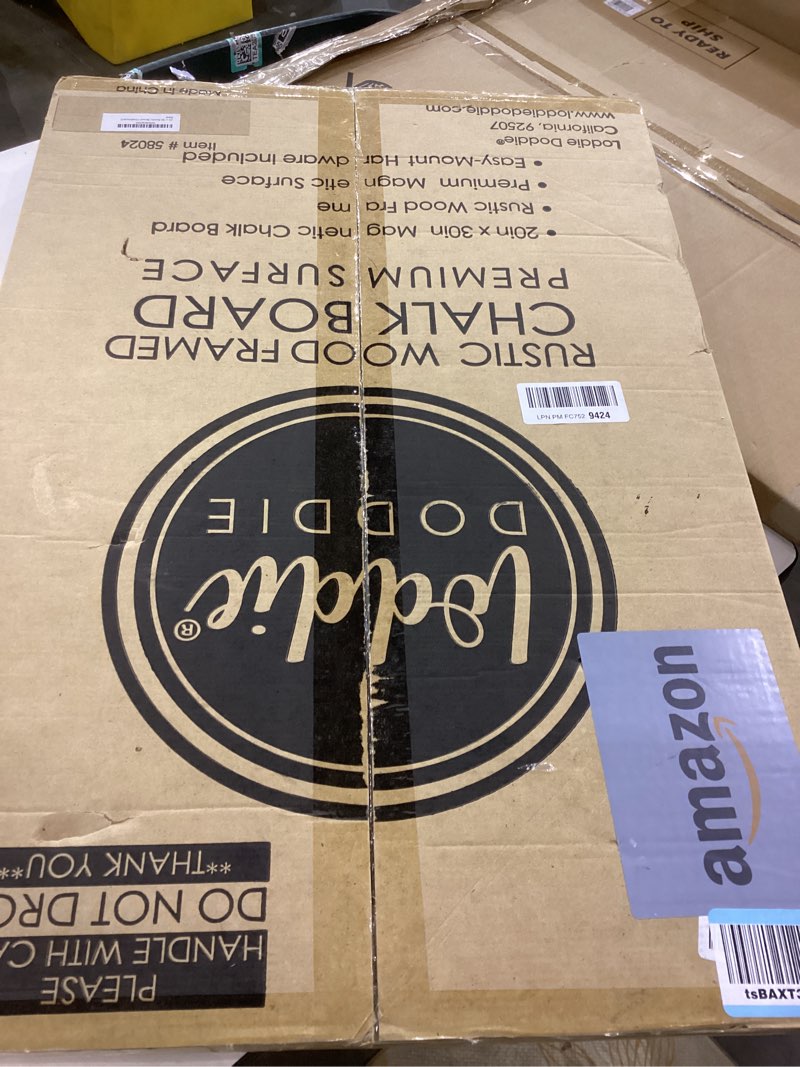 Loddie
DODDIE
®
RUSTIC WOOD FRAMED
CHALK BOARD
PREMIUM SURFACE
• 20in x 30in Magnetic Chalk Board
• Rustic Wood Frame
• Premium Magnetic Surface
• Easy-Mount Hardware Included
Loddie Doddie®
California, 92507
www.loddiedoddie.com
Item # 58024
Made in China
PLEASE
HANDLE WITH CA
DO NOT DRO
**THANK YOU**
LPN PM FC752 9424
amazon
tsBAXT3
READY TO
SHIP